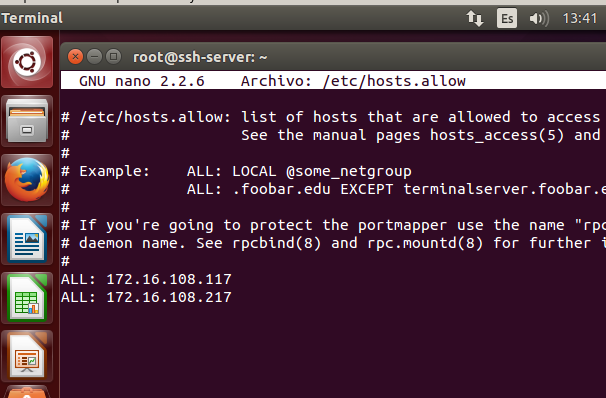 Terminal Es 13:41
root@ssh-server: ~
GNU nano 2.2.6 Archivo: /etc/hosts.allow
# /etc/hosts.allow: list of hosts that are allowed to access
# See the manual pages hosts_access(5) and
#
# Example: ALL: LOCAL @some_netgroup
# ALL: .foobar.edu EXCEPT terminalserver.foobar.e
#
# If you're going to protect the portmapper use the name "rpc
# daemon name. See rpcbind(8) and rpc.mountd(8) for further i
#
ALL: 172.16.108.117
ALL: 172.16.108.217